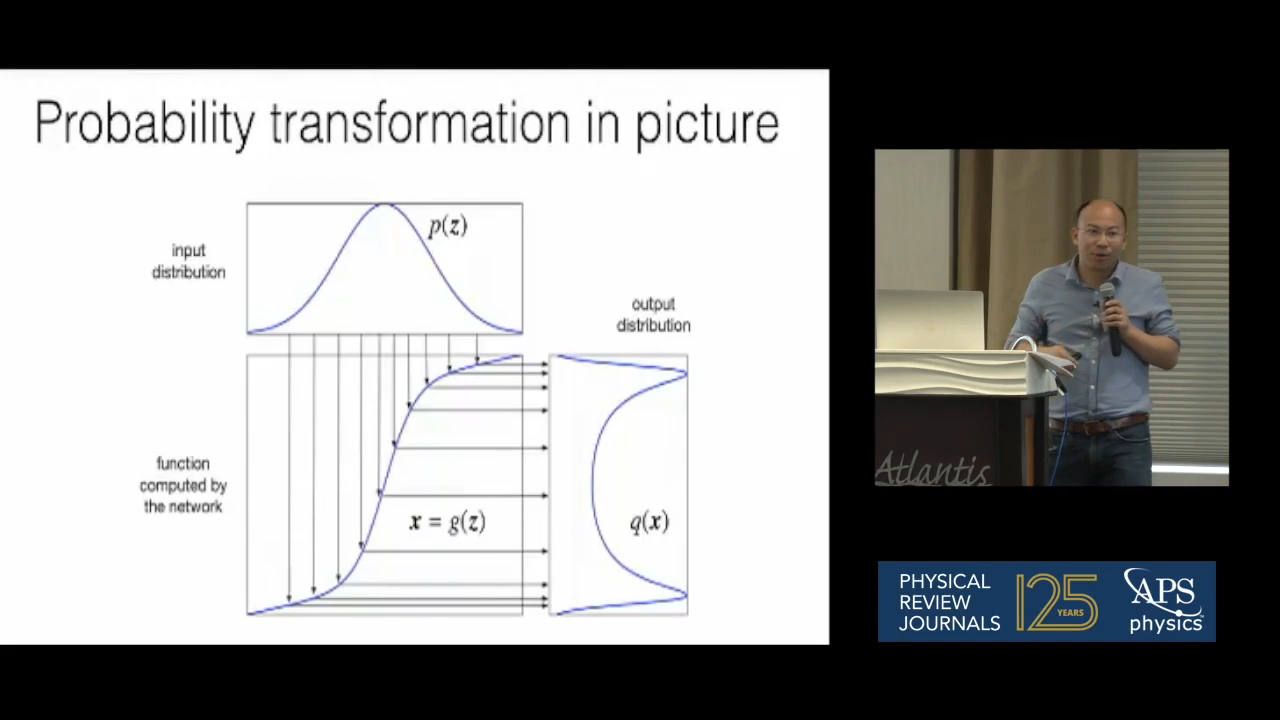 Probability transformation in picture
input
distribution
p(z)
output
distribution
function
computed by
the network
x = g(z)
q(x)
Atlantis
PHYSICAL
REVIEW
JOURNALS
125
YEARS
APS
physics